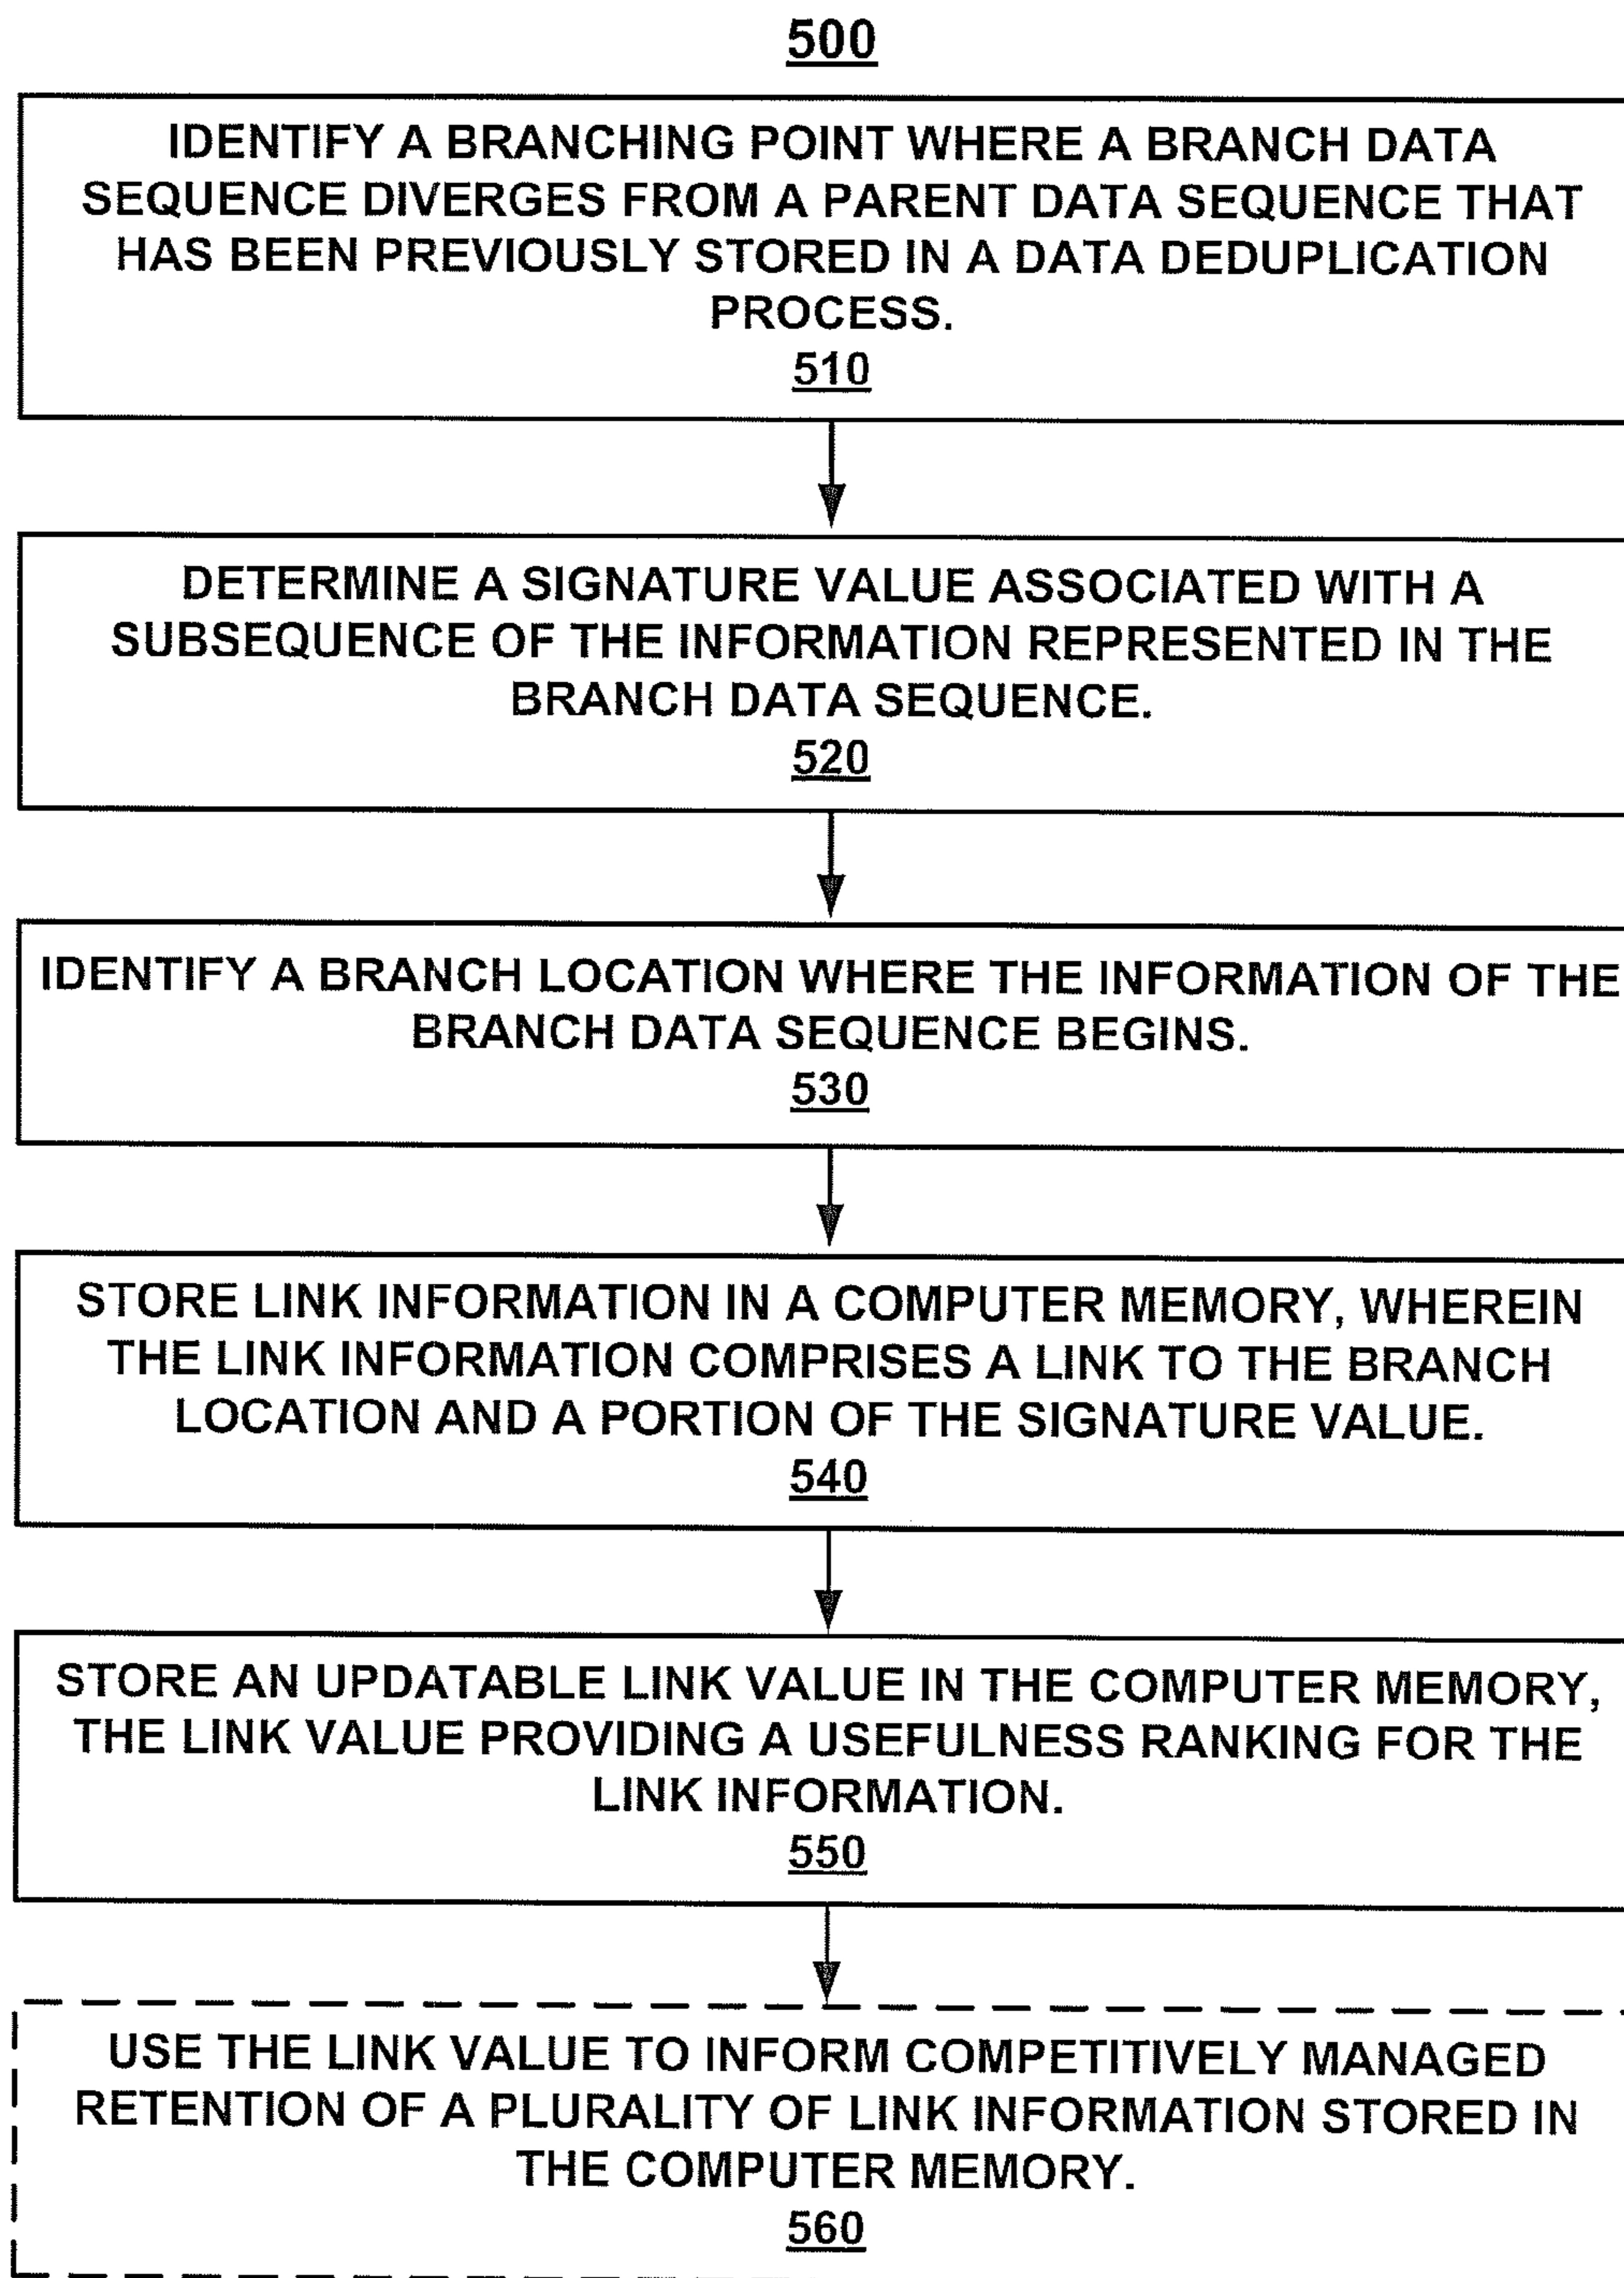 500
IDENTIFY A BRANCHING POINT WHERE A BRANCH DATA
SEQUENCE DIVERGES FROM A PARENT DATA SEQUENCE THAT
HAS BEEN PREVIOUSLY STORED IN A DATA DEDUPLICATION
PROCESS.
510
DETERMINE A SIGNATURE VALUE ASSOCIATED WITH A
SUBSEQUENCE OF THE INFORMATION REPRESENTED IN THE
BRANCH DATA SEQUENCE.
520
IDENTIFY A BRANCH LOCATION WHERE THE INFORMATION OF THE
BRANCH DATA SEQUENCE BEGINS.
530
STORE LINK INFORMATION IN A COMPUTER MEMORY, WHEREIN
THE LINK INFORMATION COMPRISES A LINK TO THE BRANCH
LOCATION AND A PORTION OF THE SIGNATURE VALUE.
540
STORE AN UPDATABLE LINK VALUE IN THE COMPUTER MEMORY,
THE LINK VALUE PROVIDING A USEFULNESS RANKING FOR THE
LINK INFORMATION.
550
USE THE LINK VALUE TO INFORM COMPETITIVELY MANAGED
RETENTION OF A PLURALITY OF LINK INFORMATION STORED IN
THE COMPUTER MEMORY.
560